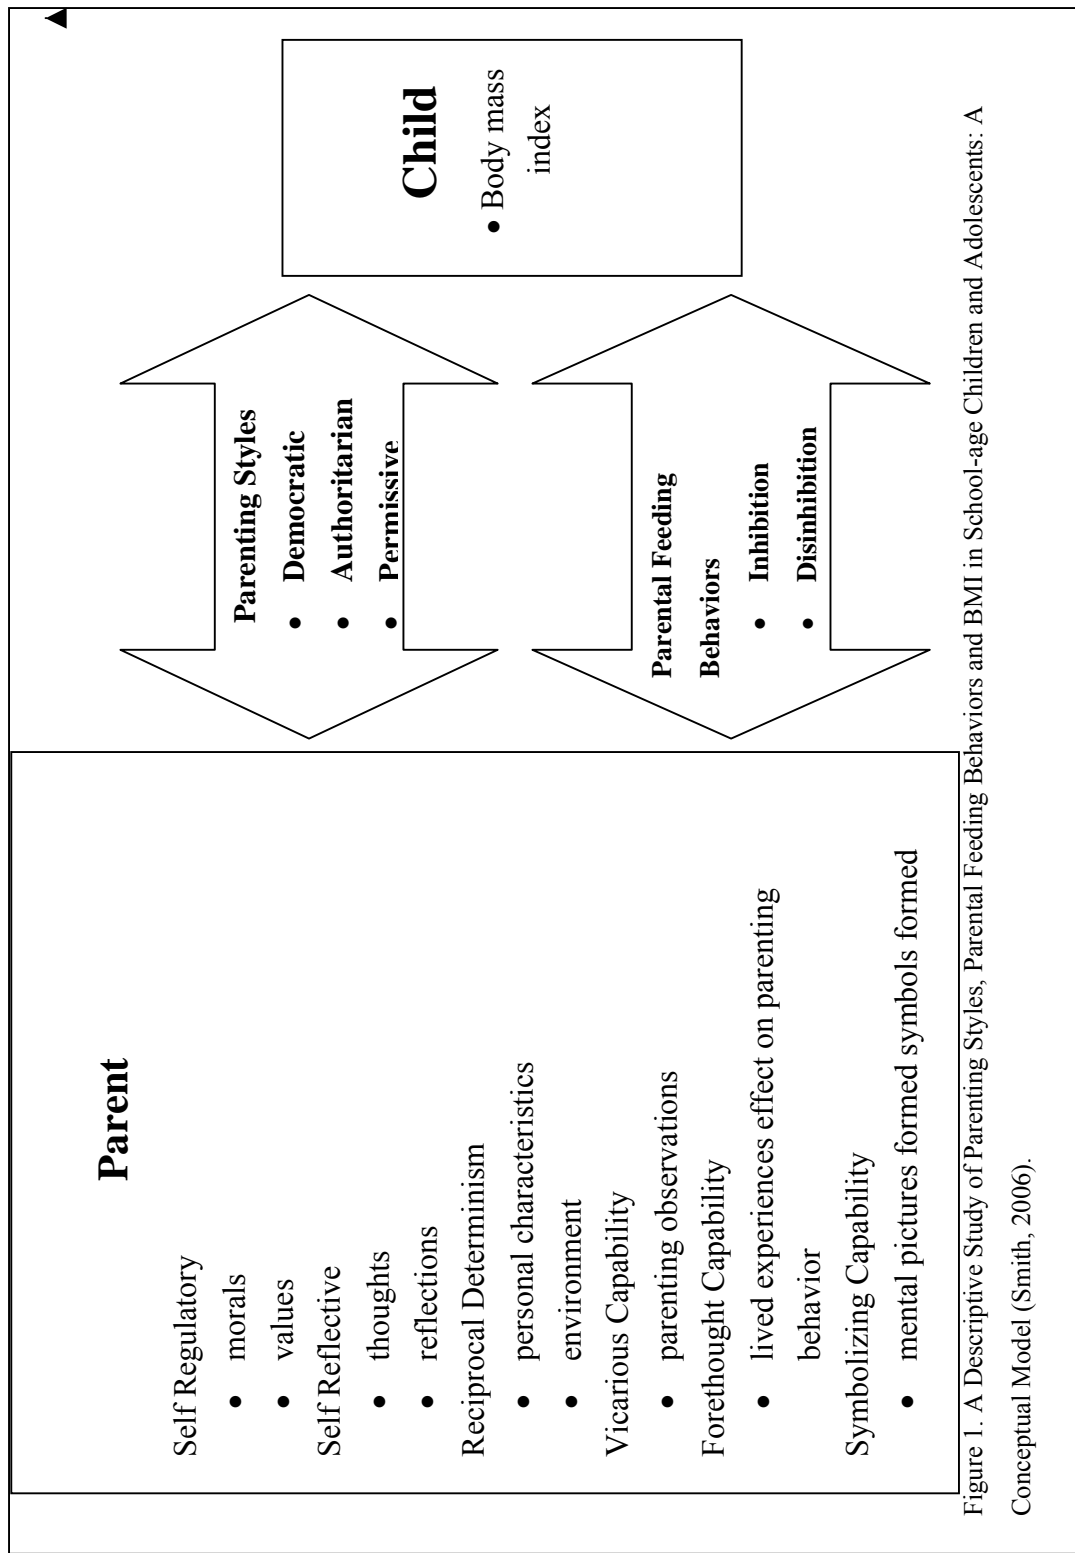 Parent
Self Regulatory
• morals
• values
Self Reflective
• thoughts
• reflections
Reciprocal Determinism
• personal characteristics
• environment
Vicarious Capability
• parenting observations
Forethought Capability
• lived experiences effect on parenting
behavior
Symbolizing Capability
• mental pictures formed symbols formed
Parenting Styles
• Democratic
• Authoritarian
• Permissive
Parental Feeding
Behaviors
• Inhibition
• Disinhibition
Child
• Body mass
index
Figure 1. A Descriptive Study of Parenting Styles, Parental Feeding Behaviors and BMI in School-age Children and Adolescents: A
Conceptual Model (Smith, 2006).